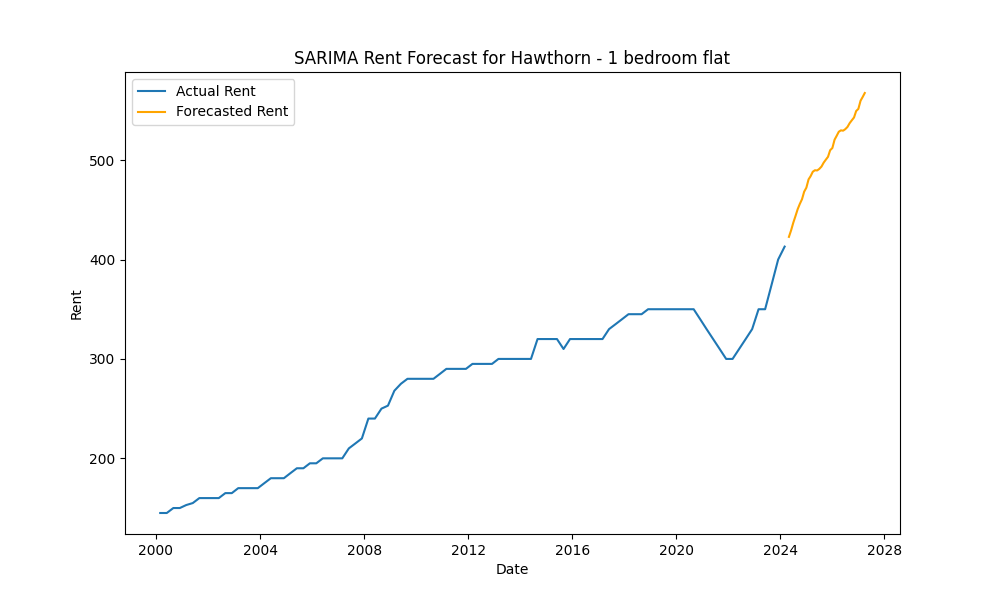 SARIMA Rent Forecast for Hawthorn - 1 bedroom flat
Actual Rent
Forecasted Rent
500
400
300
200
Rent
2000 2004 2008 2012 2016 2020 2024 2028
Date